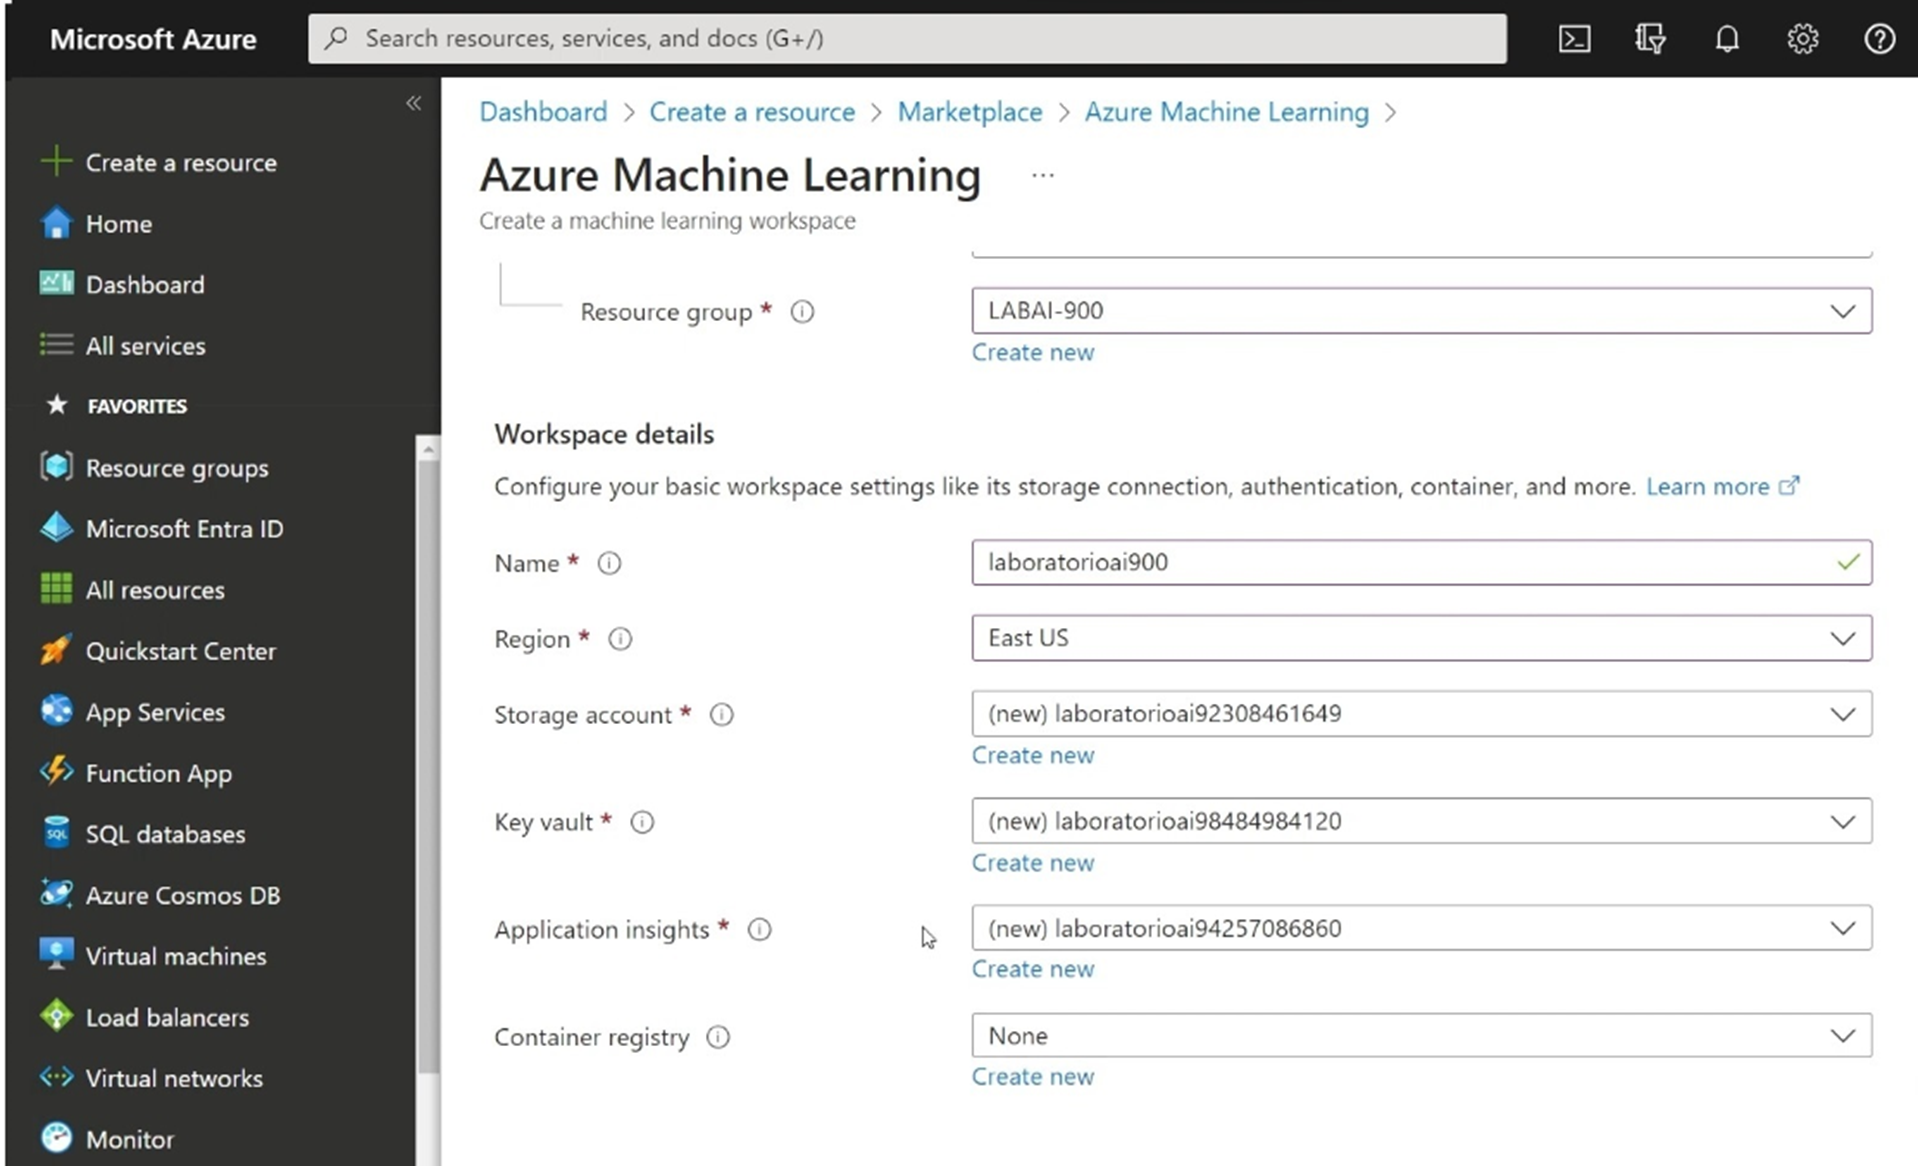 Microsoft Azure
Search resources, services, and docs (G+/)
«
Create a resource
Home
Dashboard
All services
FAVORITES
Resource groups
Microsoft Entra ID
All resources
Quickstart Center
App Services
Function App
SQL databases
Azure Cosmos DB
Virtual machines
Load balancers
Virtual networks
Monitor
Dashboard > Create a resource > Marketplace > Azure Machine Learning >
Azure Machine Learning ...
Create a machine learning workspace
Resource group * LABAI-900
Create new
Workspace details
Configure your basic workspace settings like its storage connection, authentication, container, and more. Learn more
Name * laboratorioai900
Region * East US
Storage account * (new) laboratorioai92308461649
Create new
Key vault * (new) laboratorioai98484984120
Create new
Application insights * (new) laboratorioai94257086860
Create new
Container registry None
Create new